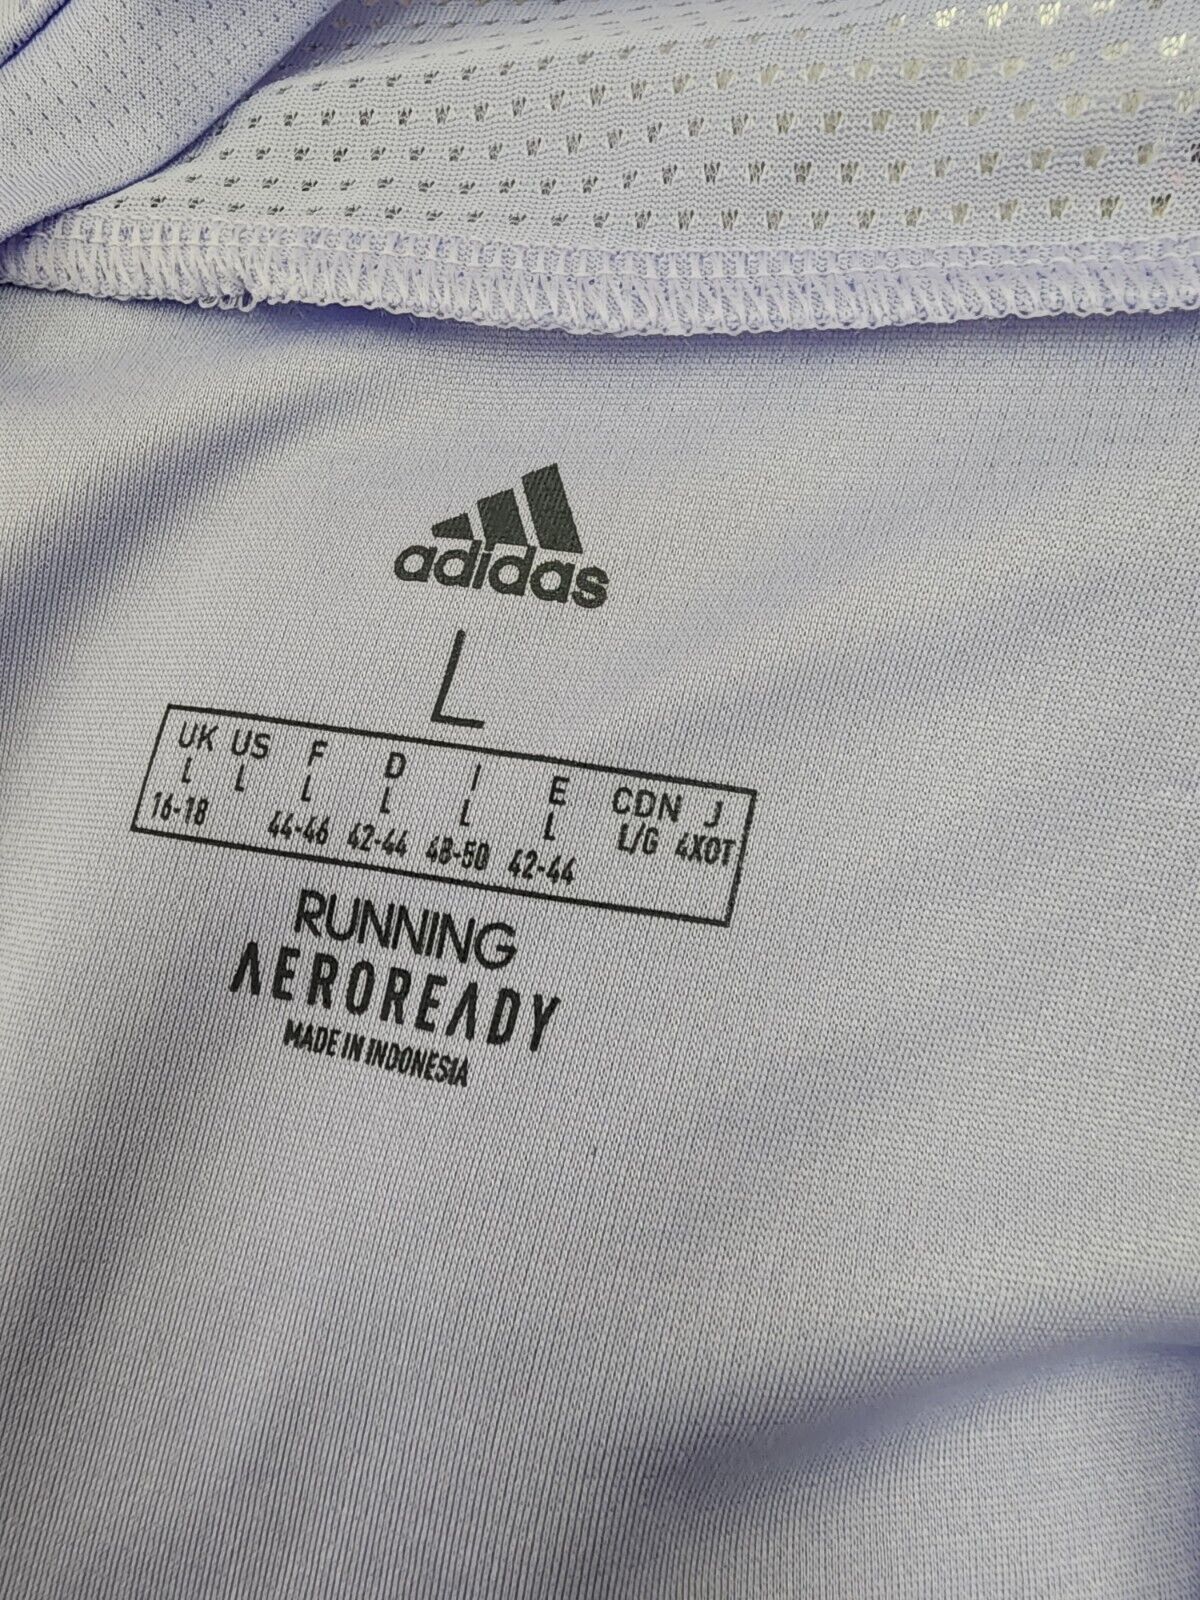 adidas
L
UK US F D I E CDN J
L L L L L L L/G 4XOT
16-18 44-46 42-44 48-50 42-44
RUNNING
AEROREADY
MADE IN INDONESIA